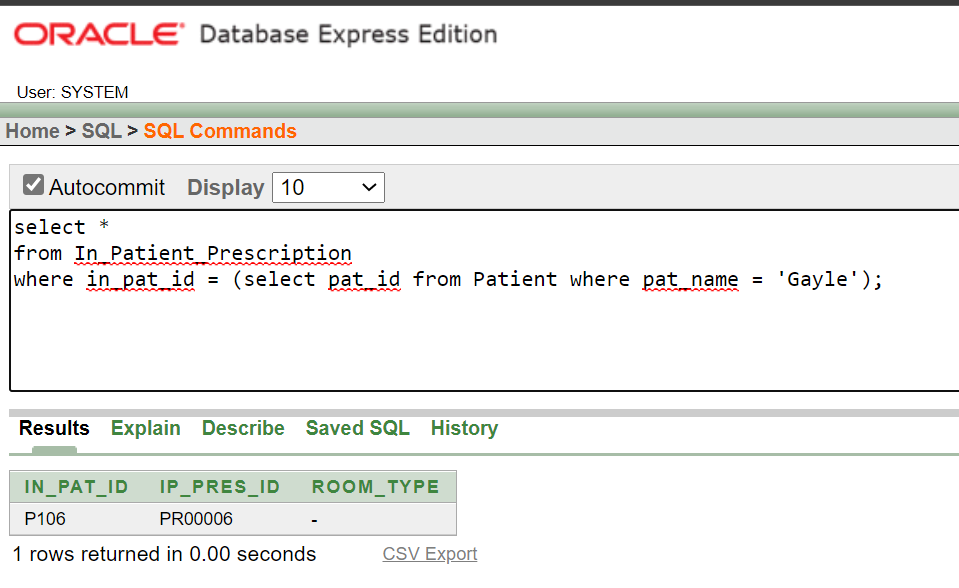 ORACLE® Database Express Edition
User: SYSTEM
Home > SQL > SQL Commands
Autocommit Display 10
select *
from In_Patient_Prescription
where in_pat_id = (select pat_id from Patient where pat_name = 'Gayle');
Results Explain Describe Saved SQL History
IN_PAT_ID IP_PRES_ID ROOM_TYPE
P106 PR00006 -
1 rows returned in 0.00 seconds CSV Export